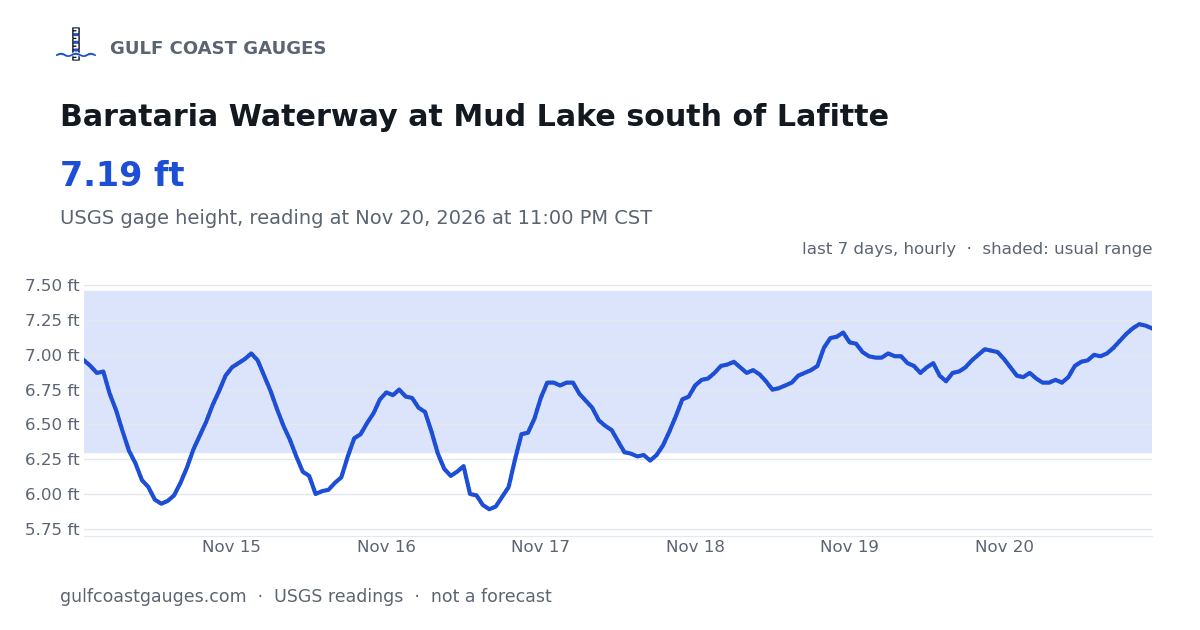 GULF COAST GAUGES
Barataria Waterway at Mud Lake south of Lafitte
7.19 ft
USGS gage height, reading at Nov 20, 2026 at 11:00 PM CST
last 7 days, hourly · shaded: usual range
7.50 ft
7.25 ft
7.00 ft
6.75 ft
6.50 ft
6.25 ft
6.00 ft
5.75 ft
Nov 15 Nov 16 Nov 17 Nov 18 Nov 19 Nov 20
gulfcoastgauges.com · USGS readings · not a forecast